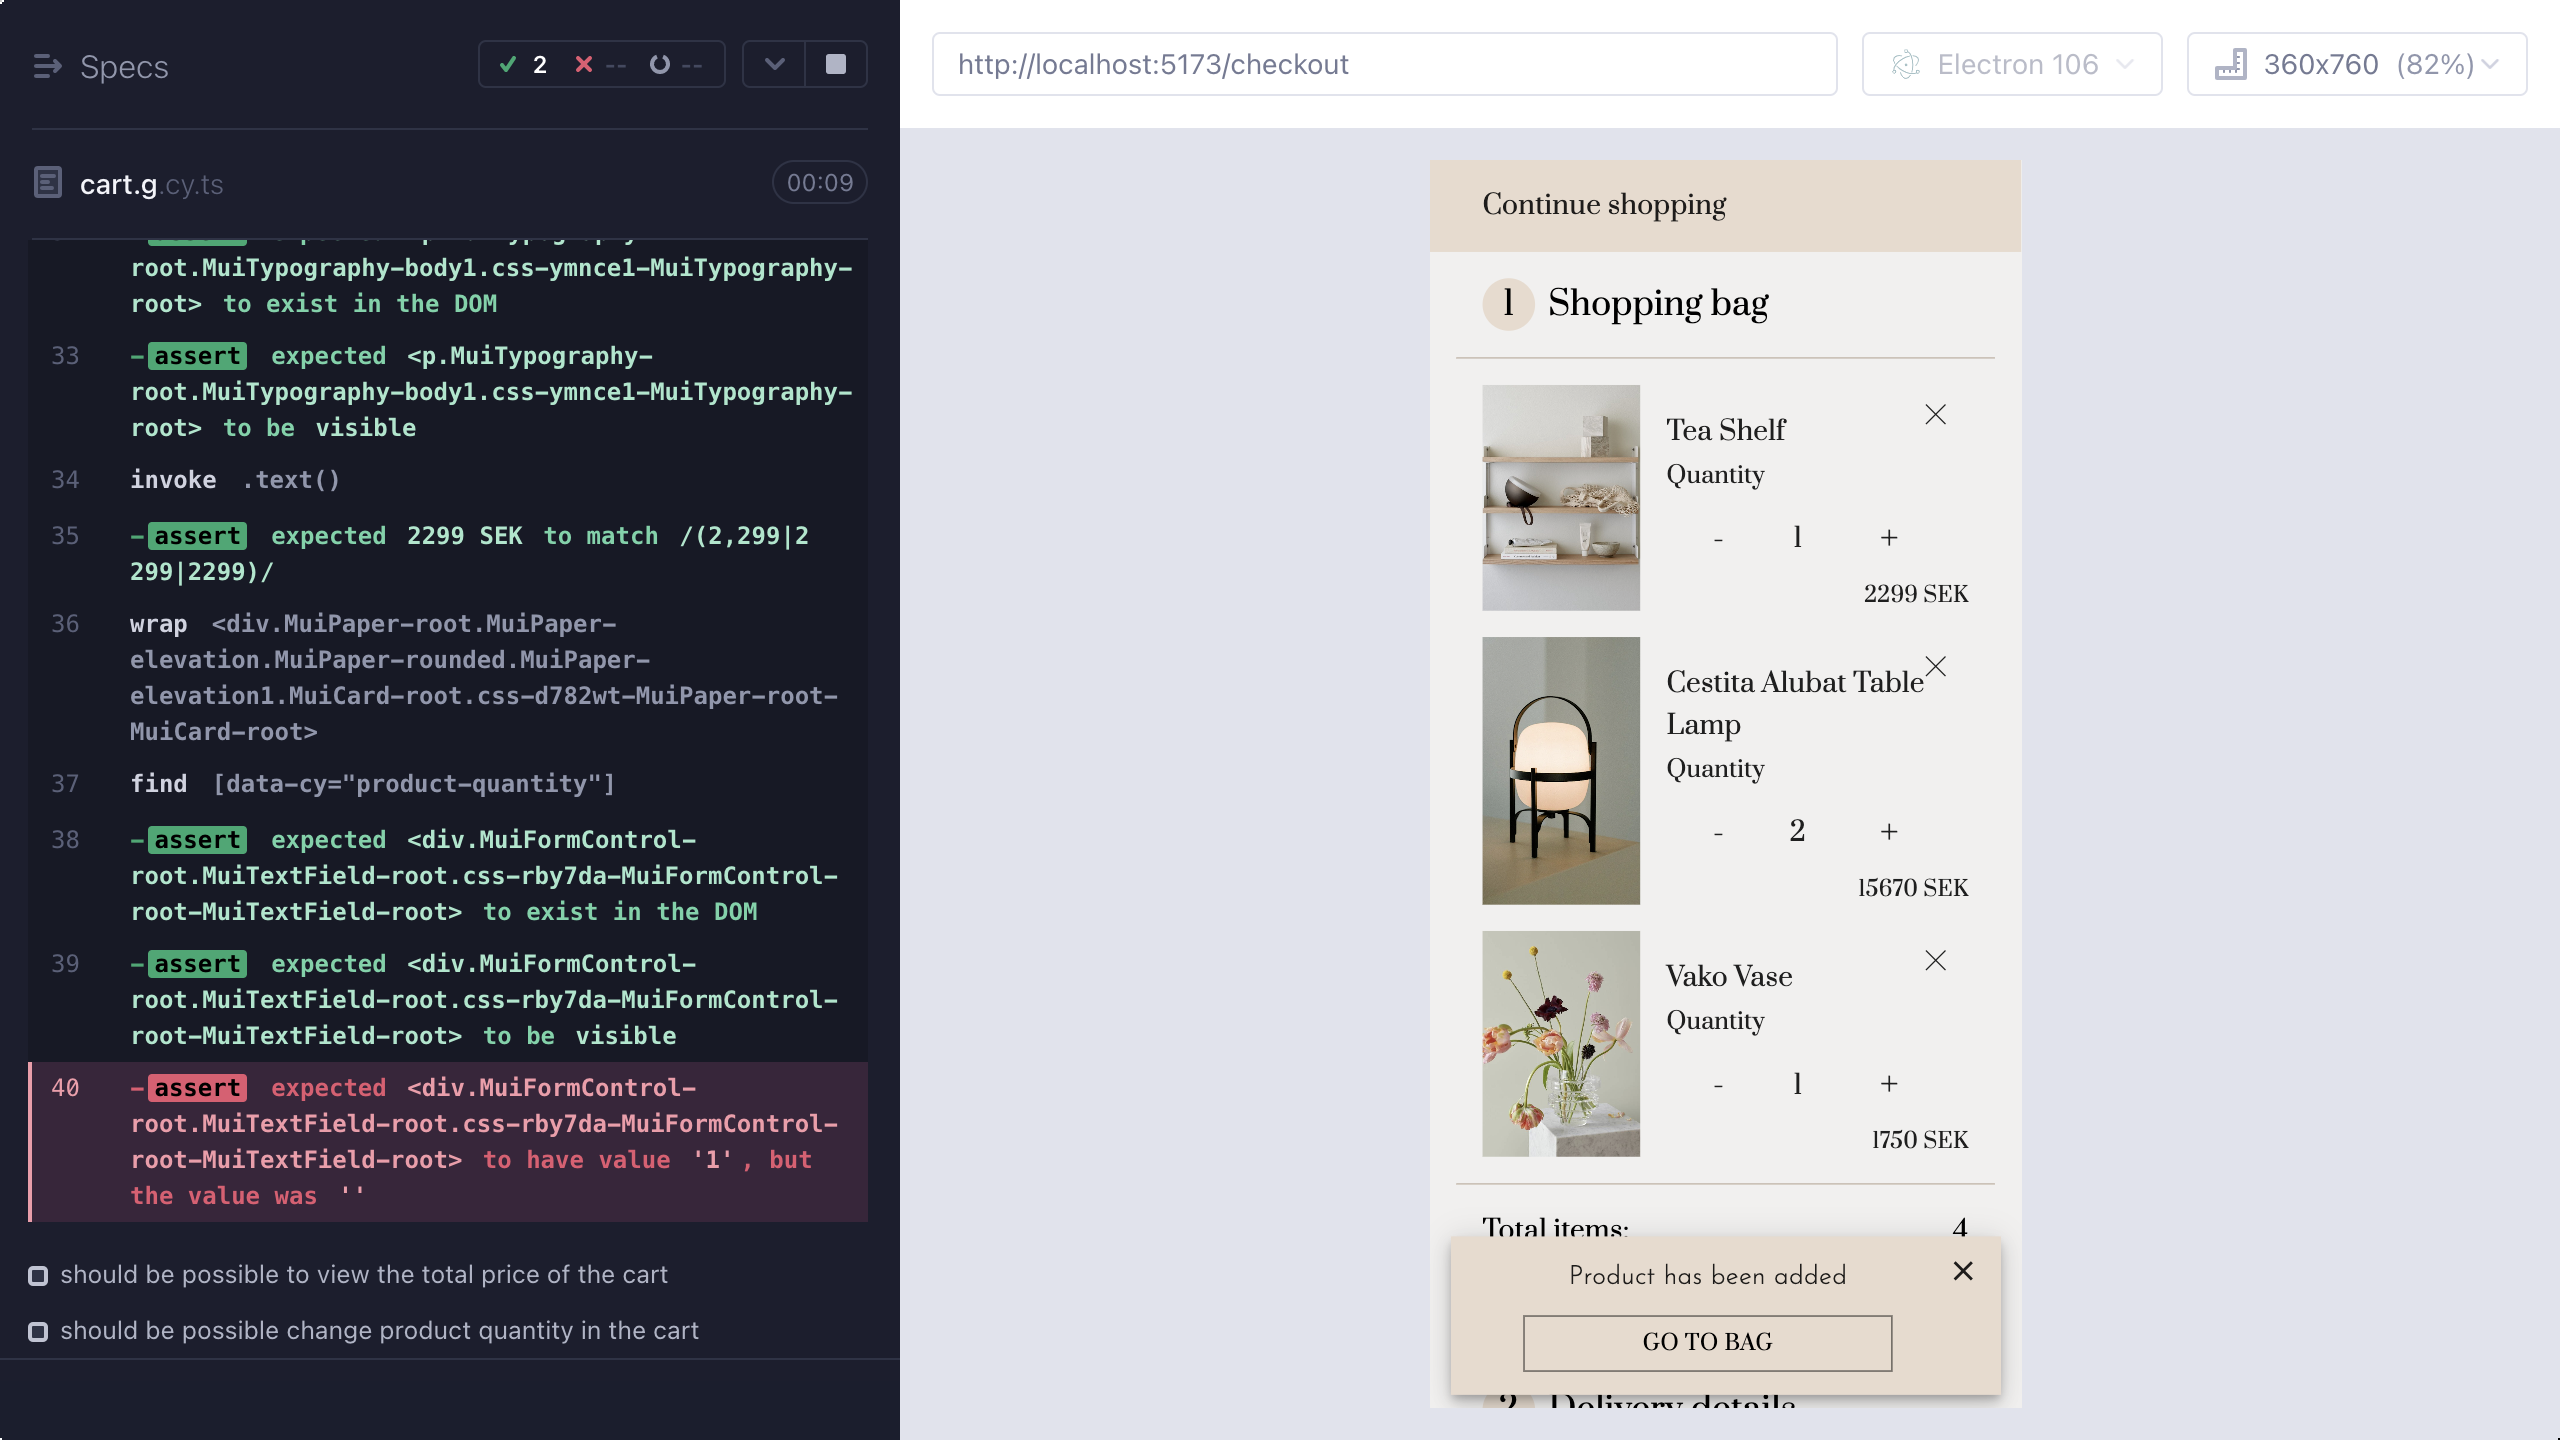 Specs
2
--
--
cart.g.cy.ts
00:09
root.MuiTypography-body1.css-ymnce1-MuiTypography-
root> to exist in the DOM
33 -assert expected <p.MuiTypography-
root.MuiTypography-body1.css-ymnce1-MuiTypography-
root> to be visible
34 invoke .text()
35 -assert expected 2299 SEK to match /(2,299|2
299|2299)/
36 wrap <div.MuiPaper-root.MuiPaper-
elevation.MuiPaper-rounded.MuiPaper-
elevation1.MuiCard-root.css-d782wt-MuiPaper-root-
MuiCard-root>
37 find [data-cy="product-quantity"]
38 -assert expected <div.MuiFormControl-
root.MuiTextField-root.css-rby7da-MuiFormControl-
root-MuiTextField-root> to exist in the DOM
39 -assert expected <div.MuiFormControl-
root.MuiTextField-root.css-rby7da-MuiFormControl-
root-MuiTextField-root> to be visible
40 -assert expected <div.MuiFormControl-
root.MuiTextField-root.css-rby7da-MuiFormControl-
root-MuiTextField-root> to have value '1', but
the value was ''
should be possible to view the total price of the cart
should be possible change product quantity in the cart
http://localhost:5173/checkout
Electron 106
360x760 (82%)
Continue shopping
1 Shopping bag
Tea Shelf
Quantity
- 1 +
2299 SEK
Cestita Alubat Table
Lamp
Quantity
- 2 +
15670 SEK
Vako Vase
Quantity
- 1 +
1750 SEK
Total items: 4
Product has been added
GO TO BAG
2 Delivery details